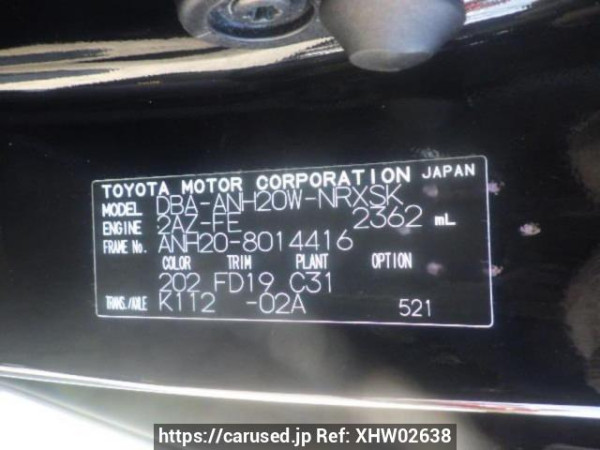 TOYOTA MOTOR CORPORATION JAPAN
MODEL DBA-ANH20W-NRXSK
ENGINE 2AZ-FE 2362 mL
FRAME No. ANH20-8014416
COLOR TRIM PLANT OPTION
202 FD19 C31
TRANS./AXLE K112 -02A 521
https://carused.jp Ref: XHW02638